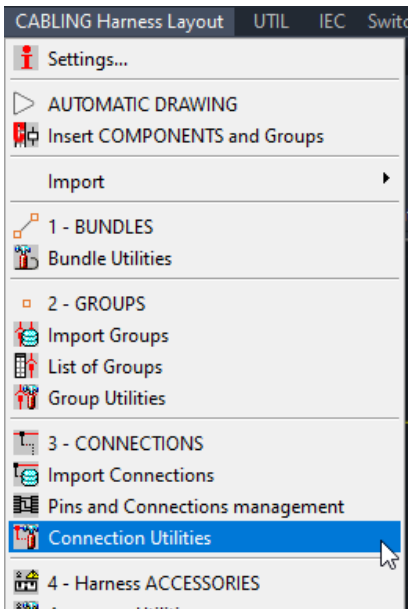 CABLING Harness Layout UTIL IEC
Settings...
AUTOMATIC DRAWING
Insert COMPONENTS and Groups
Import
1 - BUNDLES
Bundle Utilities
2 - GROUPS
Import Groups
List of Groups
Group Utilities
3 - CONNECTIONS
Import Connections
Pins and Connections management
Connection Utilities
4 - Harness ACCESSORIES